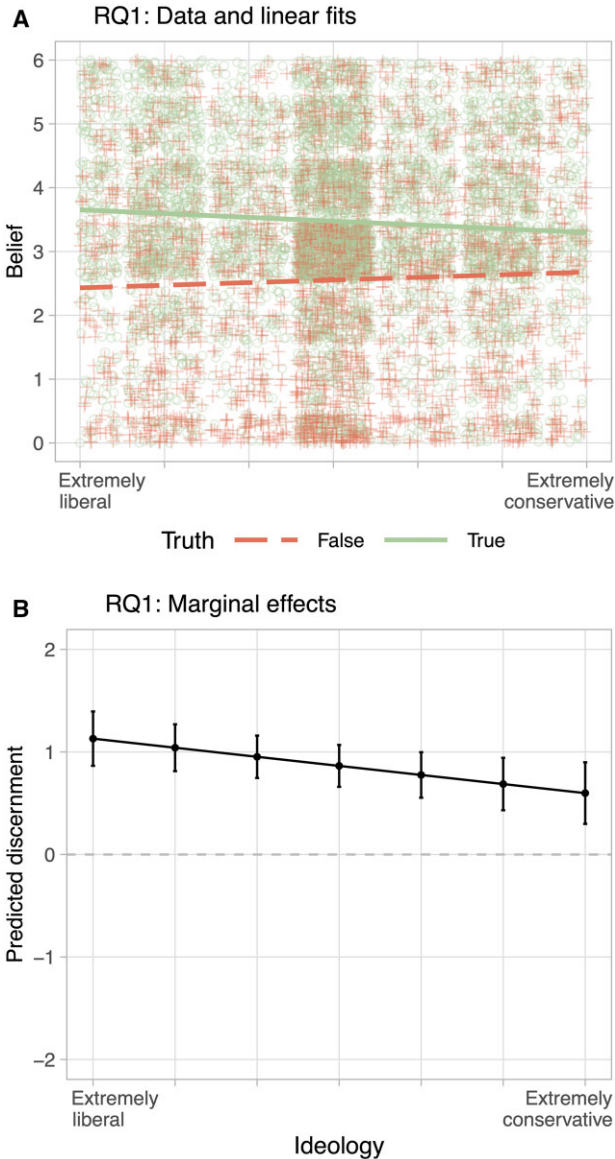 A RQ1: Data and linear fits
6
5
4
3
2
1
0
Belief
Extremely
liberal
Extremely
conservative
Truth False True
B RQ1: Marginal effects
2
1
0
−1
−2
Predicted discernment
Extremely
liberal
Extremely
conservative
Ideology